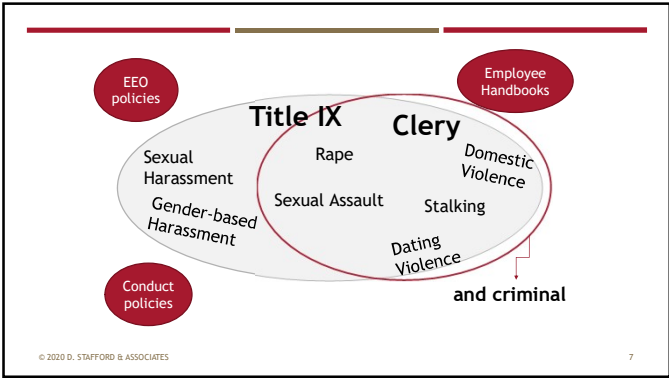 EEO
policies
Employee
Handbooks
Title IX
Clery
Sexual
Harassment
Rape
Domestic
Violence
Gender-based
Harassment
Sexual Assault
Stalking
Dating
Violence
Conduct
policies
and criminal
© 2020 D. STAFFORD & ASSOCIATES
7